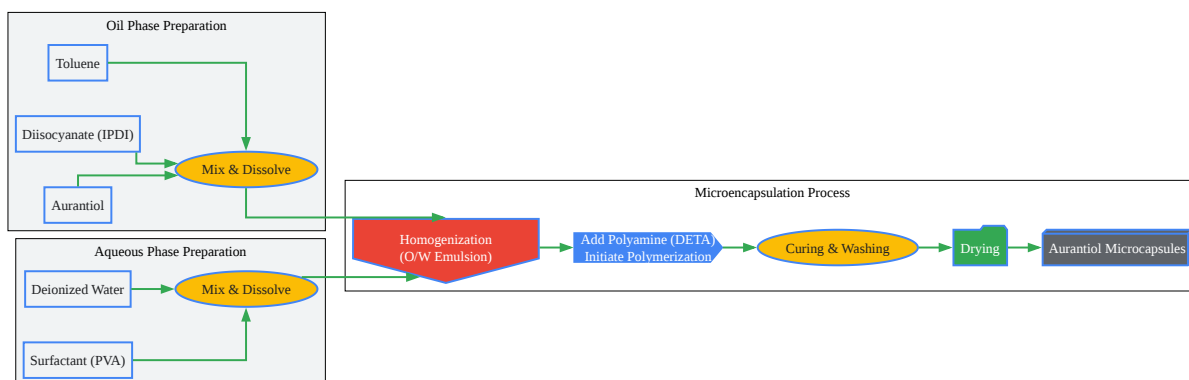 Oil Phase Preparation
Toluene
Diisocyanate (IPDI)
Mix & Dissolve
Aurantiol
Aqueous Phase Preparation
Deionized Water
Mix & Dissolve
Surfactant (PVA)
Microencapsulation Process
Homogenization
(O/W Emulsion)
Add Polyamine (DETA)
Initiate Polymerization
Curing & Washing
Drying
Aurantiol Microcapsules